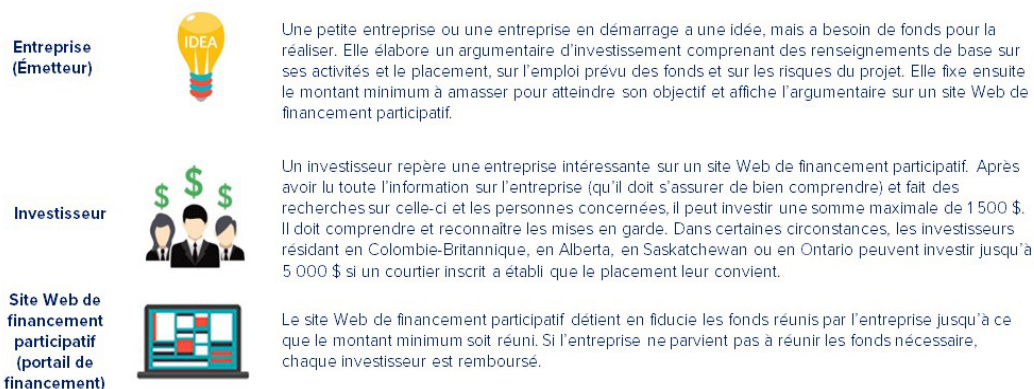 Entreprise
(Émetteur)
IDEA
Une petite entreprise ou une entreprise en démarrage a une idée, mais a besoin de fonds pour la
réaliser. Elle élabore un argumentaire d'investissement comprenant des renseignements de base sur
ses activités et le placement, sur l'emploi prévu des fonds et sur les risques du projet. Elle fixe ensuite
le montant minimum à amasser pour atteindre son objectif et affiche l'argumentaire sur un site Web de
financement participatif.
Investisseur
$ $ $
Un investisseur repère une entreprise intéressante sur un site Web de financement participatif. Après
avoir lu toute l'information sur l'entreprise (qu'il doit s'assurer de bien comprendre) et fait des
recherches sur celle-ci et les personnes concernées, il peut investir une somme maximale de 1 500 $.
Il doit comprendre et reconnaître les mises en garde. Dans certaines circonstances, les investisseurs
résidant en Colombie-Britannique, en Alberta, en Saskatchewan ou en Ontario peuvent investir jusqu'à
5 000 $ si un courtier inscrit a établi que le placement leur convient.
Site Web de
financement
participatif
(portail de
financement)
Le site Web de financement participatif détient en fiducie les fonds réunis par l'entreprise jusqu'à ce
que le montant minimum soit réuni. Si l'entreprise ne parvient pas à réunir les fonds nécessaire,
chaque investisseur est remboursé.